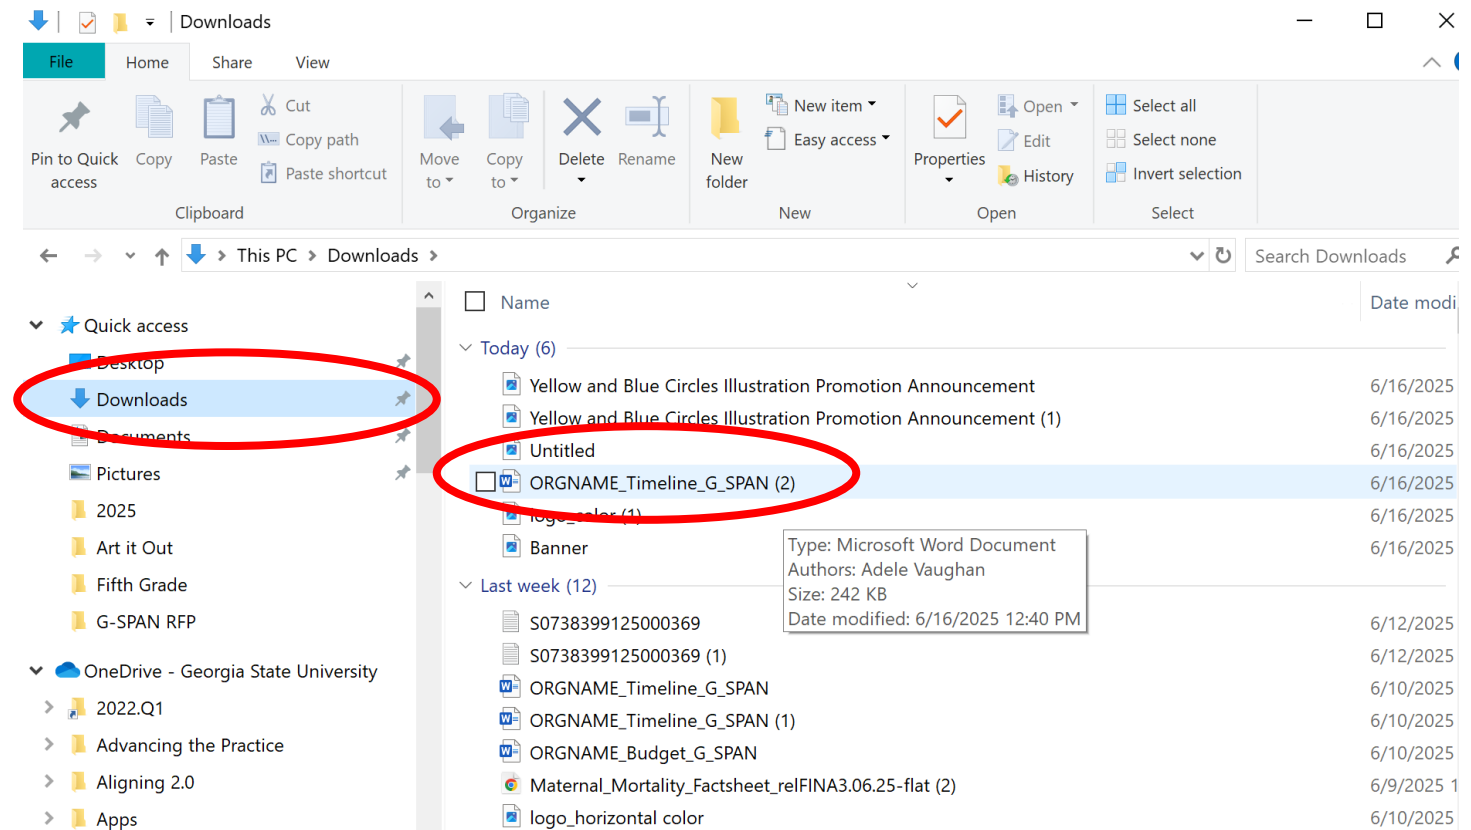 Downloads
File Home Share View
Pin to Quick access
Copy
Paste
Cut
Copy path
Paste shortcut
Clipboard
Move to
Copy to
Delete
Rename
Organize
New folder
New item
Easy access
New
Properties
Open
Edit
History
Open
Select all
Select none
Invert selection
Select
This PC Downloads
Search Downloads
Quick access
Desktop
Downloads
Documents
Pictures
2025
Art it Out
Fifth Grade
G-SPAN RFP
OneDrive - Georgia State University
2022.Q1
Advancing the Practice
Aligning 2.0
Apps
Name Date modi
Today (6)
Yellow and Blue Circles Illustration Promotion Announcement 6/16/2025
Yellow and Blue Circles Illustration Promotion Announcement (1) 6/16/2025
Untitled 6/16/2025
ORGNAME_Timeline_G_SPAN (2) 6/16/2025
logo_color (1) 6/16/2025
Banner 6/16/2025
Type: Microsoft Word Document
Authors: Adele Vaughan
Size: 242 KB
Date modified: 6/16/2025 12:40 PM
Last week (12)
S0738399125000369 6/12/2025
S0738399125000369 (1) 6/12/2025
ORGNAME_Timeline_G_SPAN 6/10/2025
ORGNAME_Timeline_G_SPAN (1) 6/10/2025
ORGNAME_Budget_G_SPAN 6/10/2025
Maternal_Mortality_Factsheet_relFINA3.06.25-flat (2) 6/9/2025 1
logo_horizontal color 6/10/2025